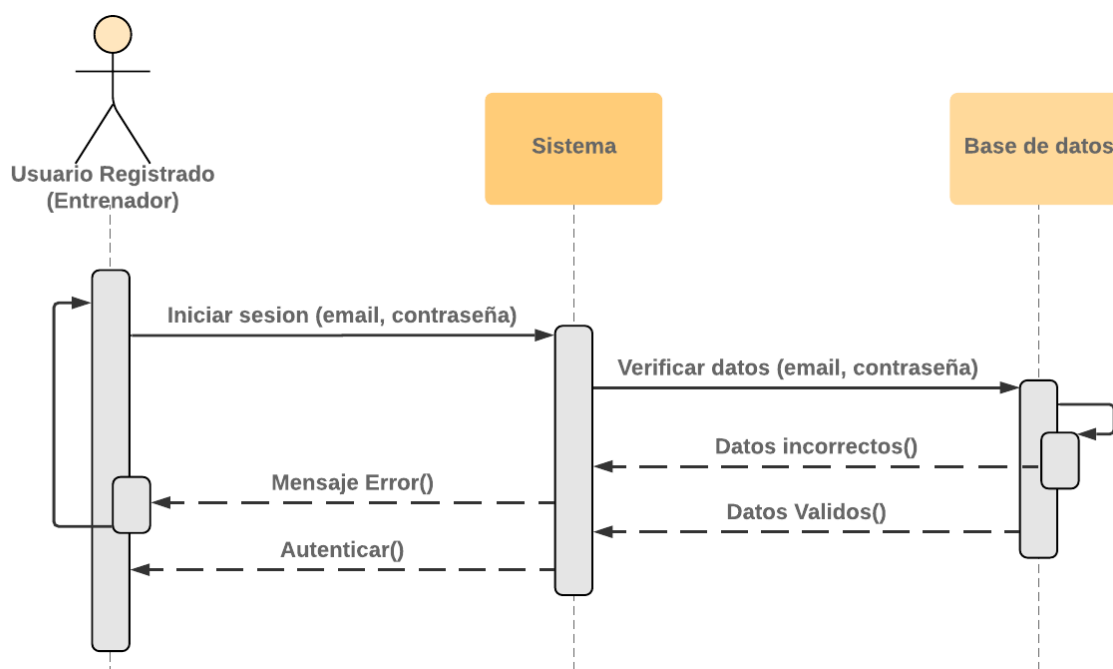 Usuario Registrado
(Entrenador)
Sistema
Base de datos
Iniciar sesion (email, contraseña)
Verificar datos (email, contraseña)
Datos incorrectos()
Mensaje Error()
Datos Validos()
Autenticar()